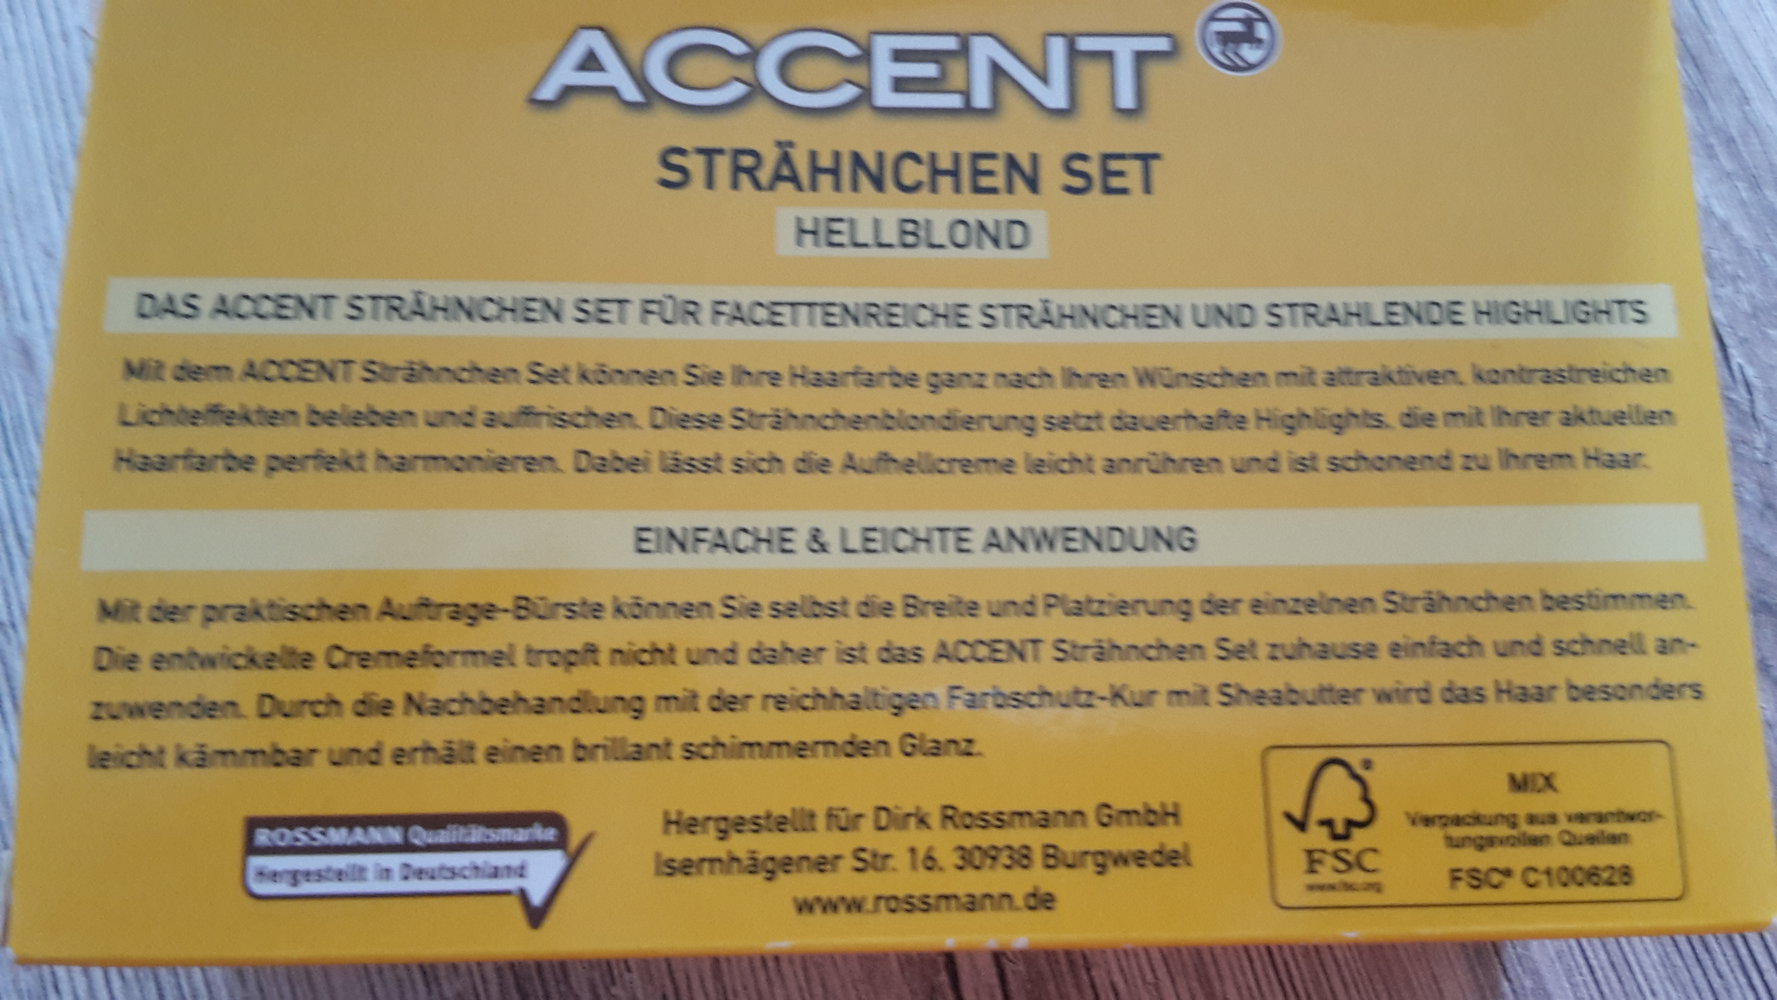 ACCENT
STRÄHNCHEN SET
HELLBLOND
DAS ACCENT STRÄHNCHEN SET FÜR FACETTENREICHE STRÄHNCHEN UND STRAHLENDE HIGHLIGHTS
Mit dem ACCENT Strähnchen Set können Sie Ihre Haarfarbe ganz nach Ihren Wünschen mit attraktiven, kontrastreichen
Lichteffekten beleben und auffrischen. Diese Strähnchenblondierung setzt dauerhafte Highlights, die mit Ihrer aktuellen
Haarfarbe perfekt harmonieren. Dabei lässt sich die Aufhellcreme leicht anrühren und ist schonend zu Ihrem Haar.
EINFACHE & LEICHTE ANWENDUNG
Mit der praktischen Auftrage-Bürste können Sie selbst die Breite und Platzierung der einzelnen Strähnchen bestimmen.
Die entwickelte Cremeformel tropft nicht und daher ist das ACCENT Strähnchen Set zuhause einfach und schnell an-
zuwenden. Durch die Nachbehandlung mit der reichhaltigen Farbschutz-Kur mit Sheabutter wird das Haar besonders
leicht kämmbar und erhält einen brillant schimmernden Glanz.
ROSSMANN Qualitätsmarke
Hergestellt in Deutschland
Hergestellt für Dirk Rossmann GmbH
Isernhägener Str. 16, 30938 Burgwedel
www.rossmann.de
FSC
www.fsc.org
MIX
Verpackung aus verantwor-
tungsvollen Quellen
FSC® C100628